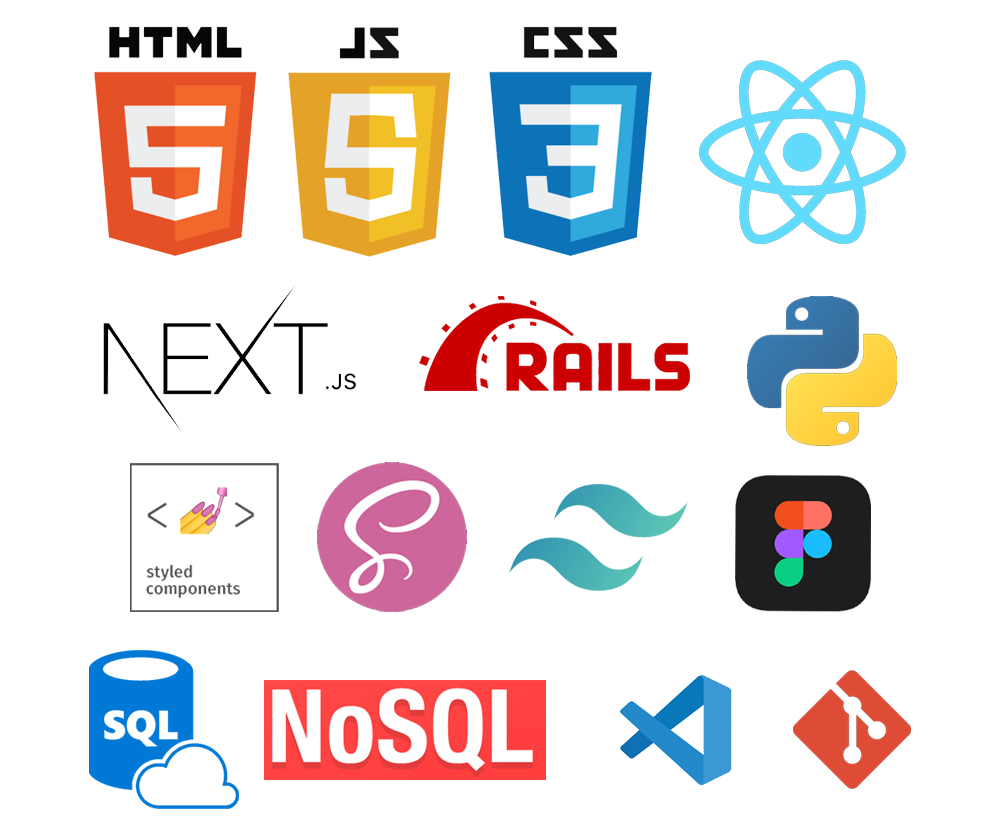 HTML
JS
CSS
5
5
3
NEXT.JS
RAILS
< >
styled
components
S
SQL
NoSQL